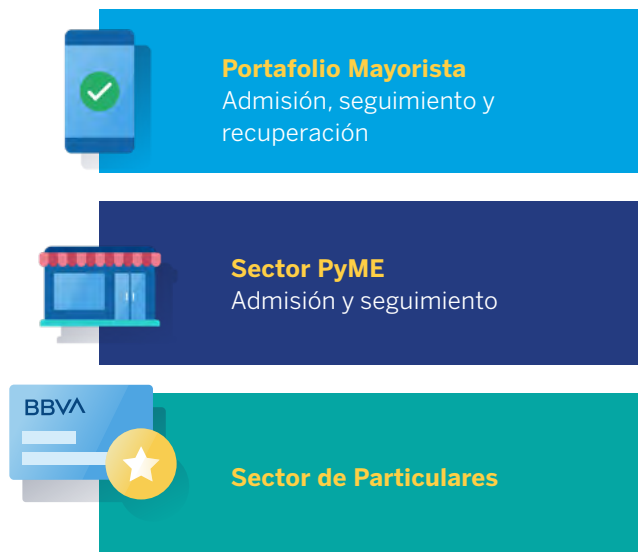 Portafolio Mayorista
Admisión, seguimiento y
recuperación
Sector PyME
Admisión y seguimiento
BBVA
Sector de Particulares